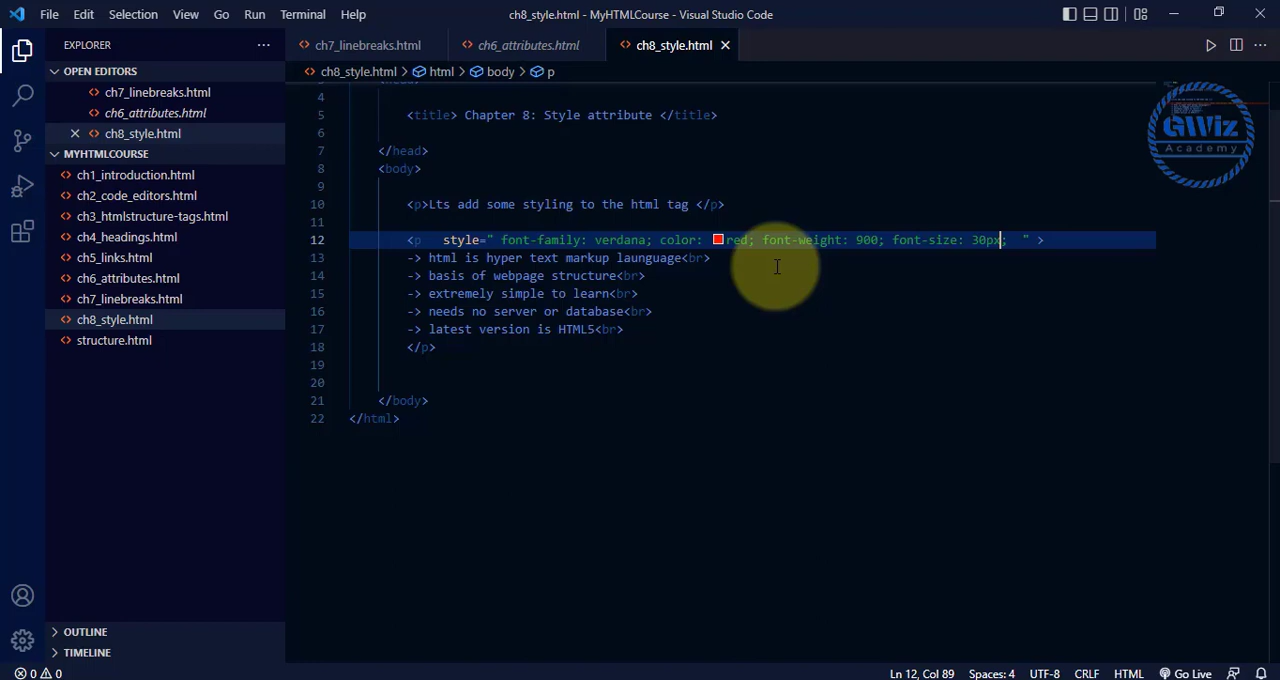 File Edit Selection View Go Run Terminal Help
ch8_style.html - MyHTMLCourse - Visual Studio Code
EXPLORER
ch7_linebreaks.html
ch6_attributes.html
ch8_style.html
OPEN EDITORS
ch7_linebreaks.html
ch6_attributes.html
ch8_style.html
MYHTMLCOURSE
ch1_introduction.html
ch2_code_editors.html
ch3_htmlstructure-tags.html
ch4_headings.html
ch5_links.html
ch6_attributes.html
ch7_linebreaks.html
ch8_style.html
structure.html
OUTLINE
TIMELINE
ch8_style.html > html > body > p
4
5 <title> Chapter 8: Style attribute </title>
6
7 </head>
8 <body>
9
10 <p>Lts add some styling to the html tag </p>
11
12 <p style=" font-family: verdana; color: red; font-weight: 900; font-size: 30px; " >
13 -> html is hyper text markup launguage<br>
14 -> basis of webpage structure<br>
15 -> extremely simple to learn<br>
16 -> needs no server or database<br>
17 -> latest version is HTML5<br>
18 </p>
19
20
21 </body>
22 </html>
GWiz
Academy
0 0
Ln 12, Col 89 Spaces: 4 UTF-8 CRLF HTML Go Live